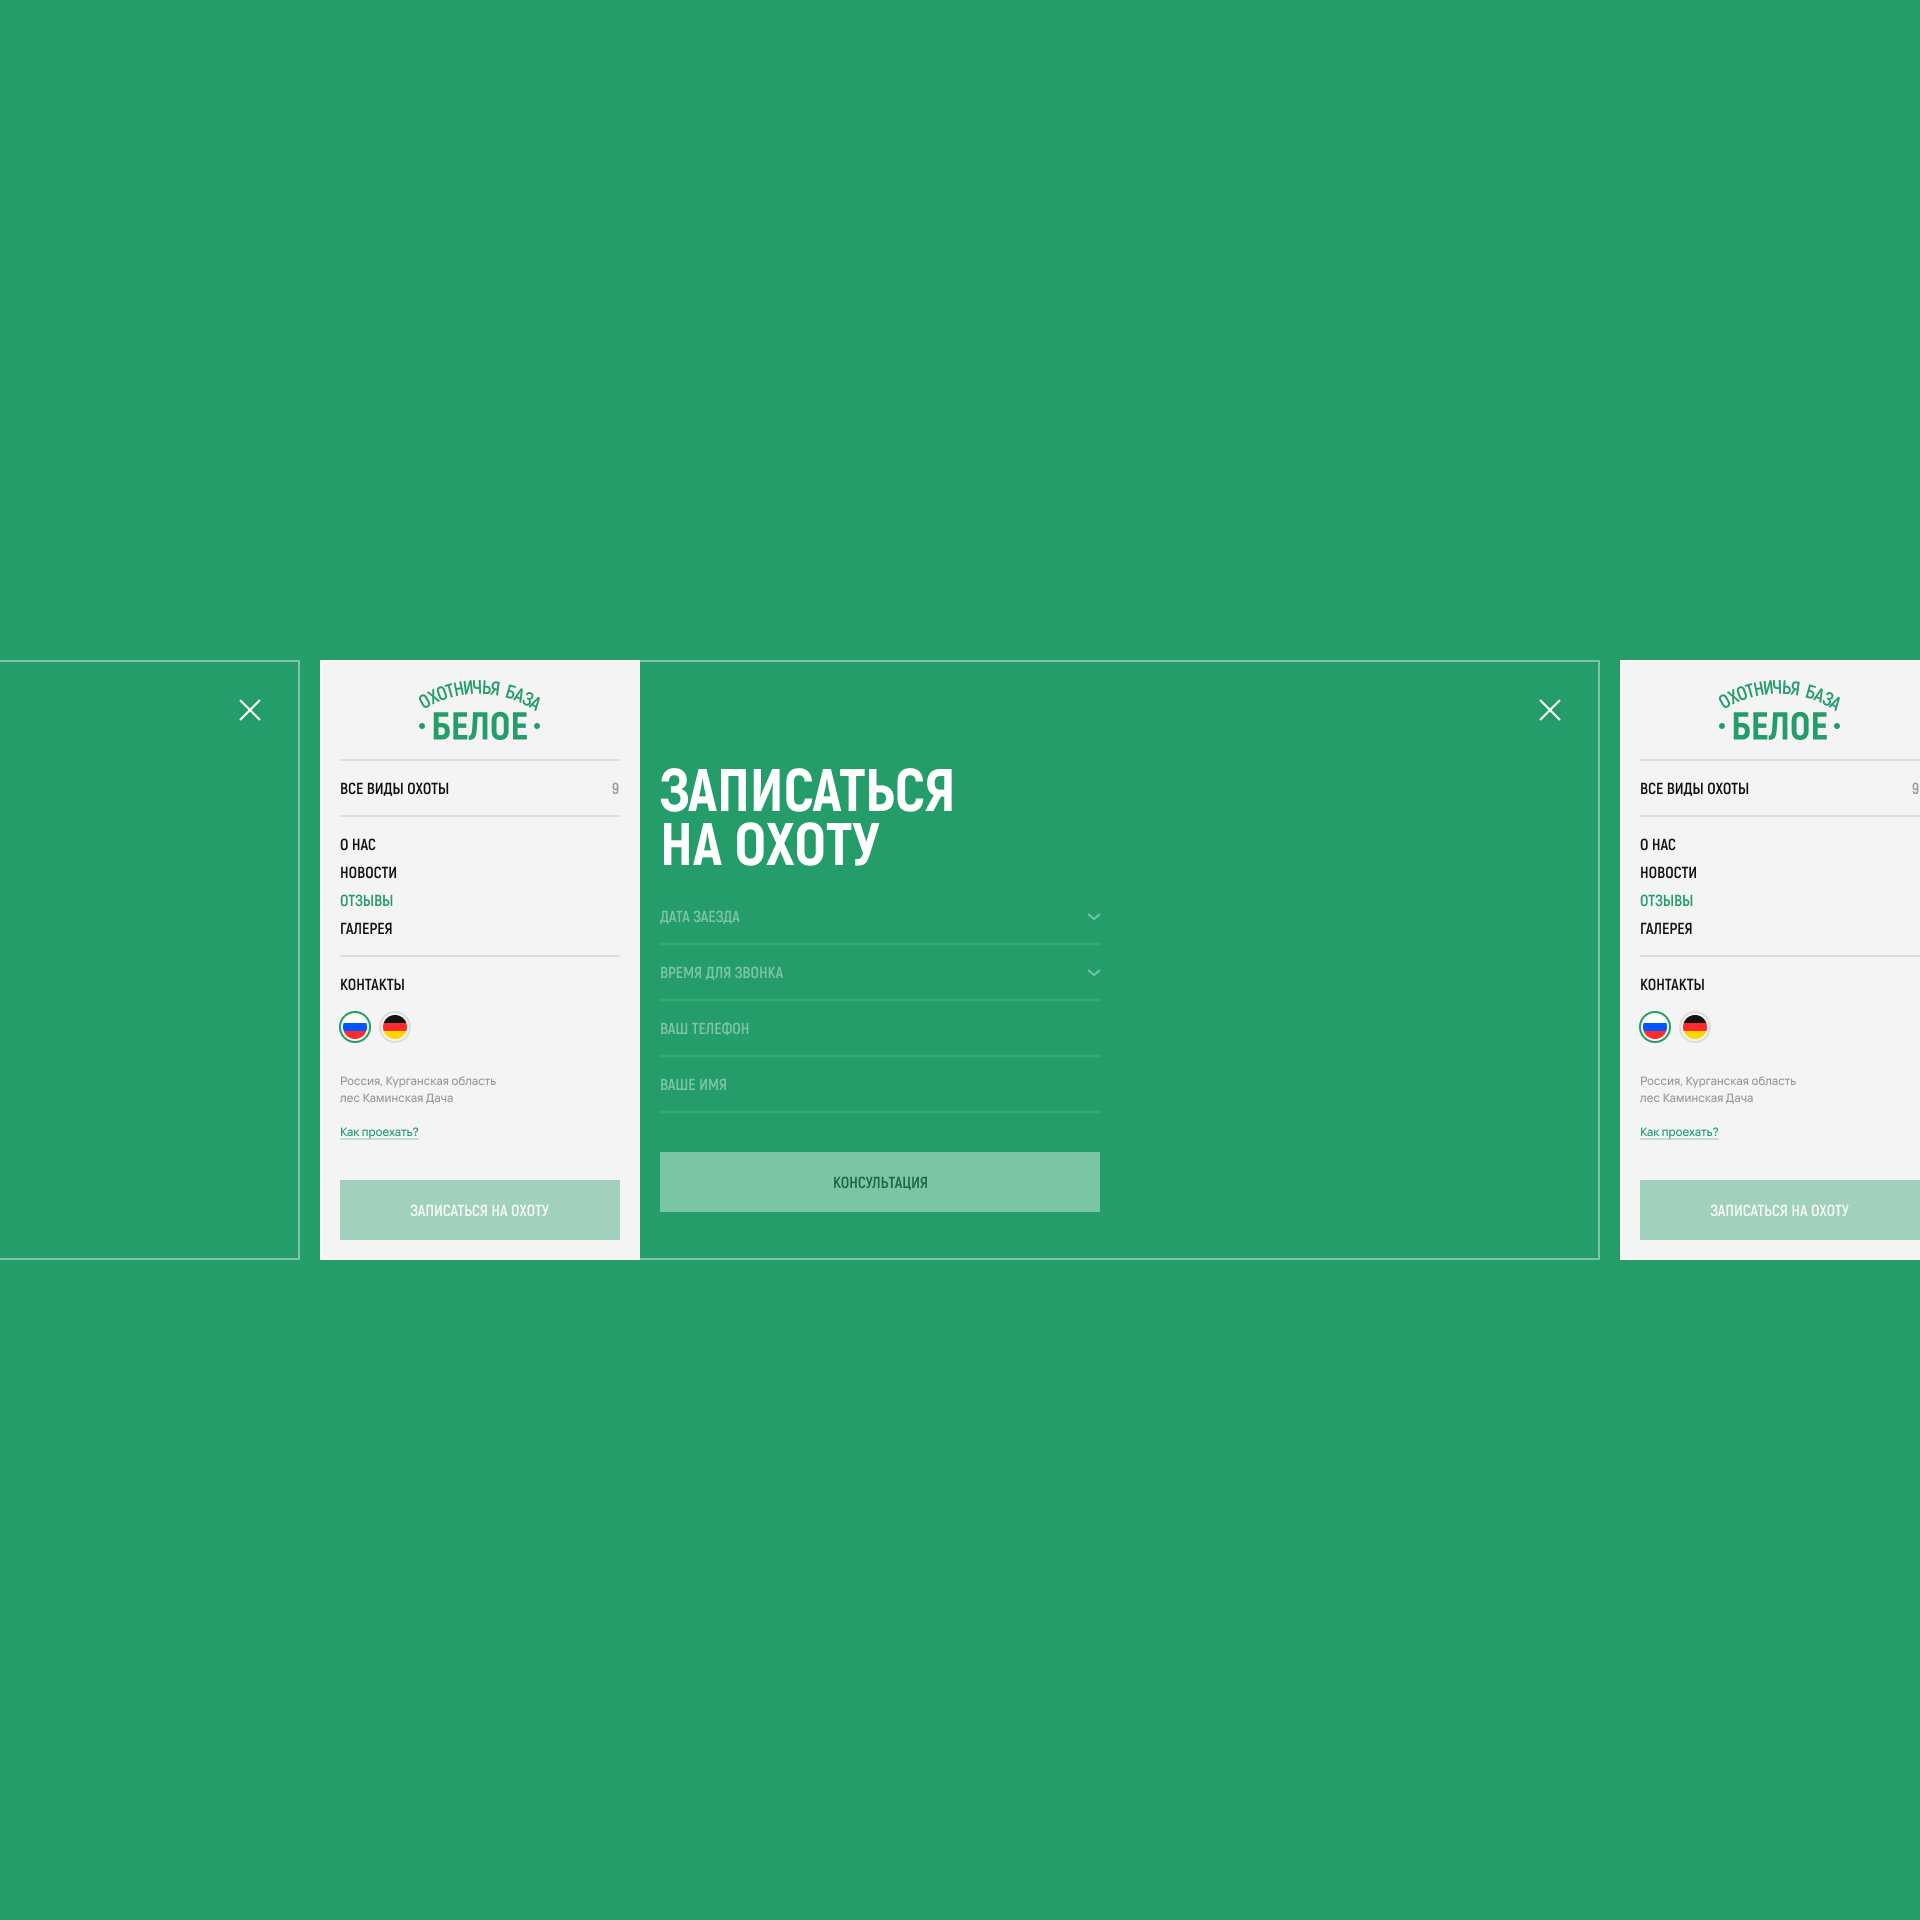 ОХОТНИЧЬЯ БАЗА
· БЕЛОЕ ·
ВСЕ ВИДЫ ОХОТЫ 9
О НАС
НОВОСТИ
ОТЗЫВЫ
ГАЛЕРЕЯ
КОНТАКТЫ
Россия, Курганская область
лес Каминская Дача
Как проехать?
ЗАПИСАТЬСЯ НА ОХОТУ
ЗАПИСАТЬСЯ
НА ОХОТУ
ДАТА ЗАЕЗДА
ВРЕМЯ ДЛЯ ЗВОНКА
ВАШ ТЕЛЕФОН
ВАШЕ ИМЯ
КОНСУЛЬТАЦИЯ
ОХОТНИЧЬЯ БАЗА
· БЕЛОЕ ·
ВСЕ ВИДЫ ОХОТЫ 9
О НАС
НОВОСТИ
ОТЗЫВЫ
ГАЛЕРЕЯ
КОНТАКТЫ
Россия, Курганская область
лес Каминская Дача
Как проехать?
ЗАПИСАТЬСЯ НА ОХОТУ